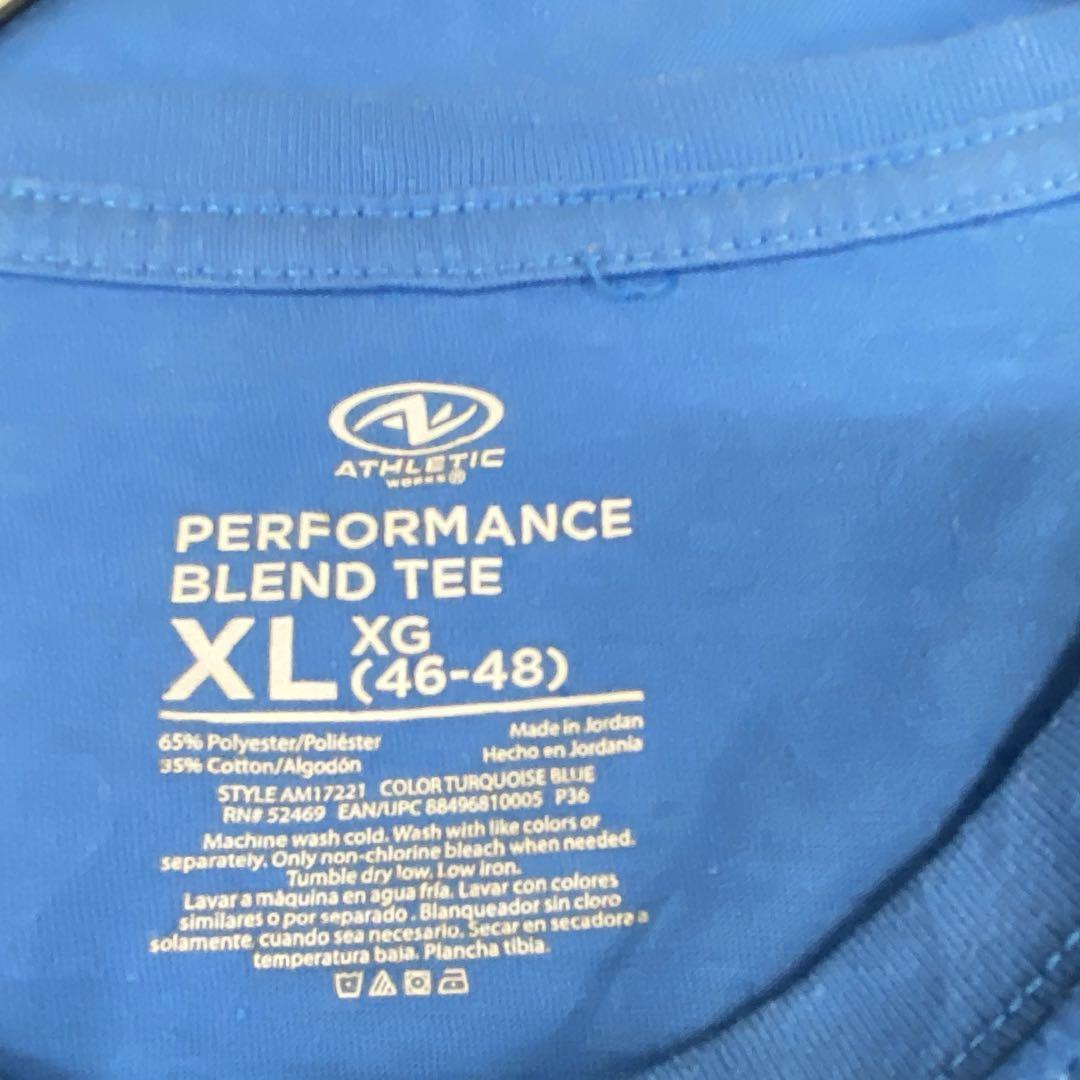 ATHLETIC
WORKS®
PERFORMANCE
BLEND TEE
XL XG
(46-48)
65% Polyester/Poliéster Made in Jordan
35% Cotton/Algodón Hecho en Jordania
STYLE AM17221 COLOR TURQUOISE BLUE
RN# 52469 EAN/UPC 88496810005 P36
Machine wash cold. Wash with like colors or
separately. Only non-chlorine bleach when needed.
Tumble dry low. Low iron.
Lavar a máquina en agua fría. Lavar con colores
similares o por separado. Blanqueador sin cloro
solamente cuando sea necesario. Secar en secadora a
temperatura baja. Plancha tibia.